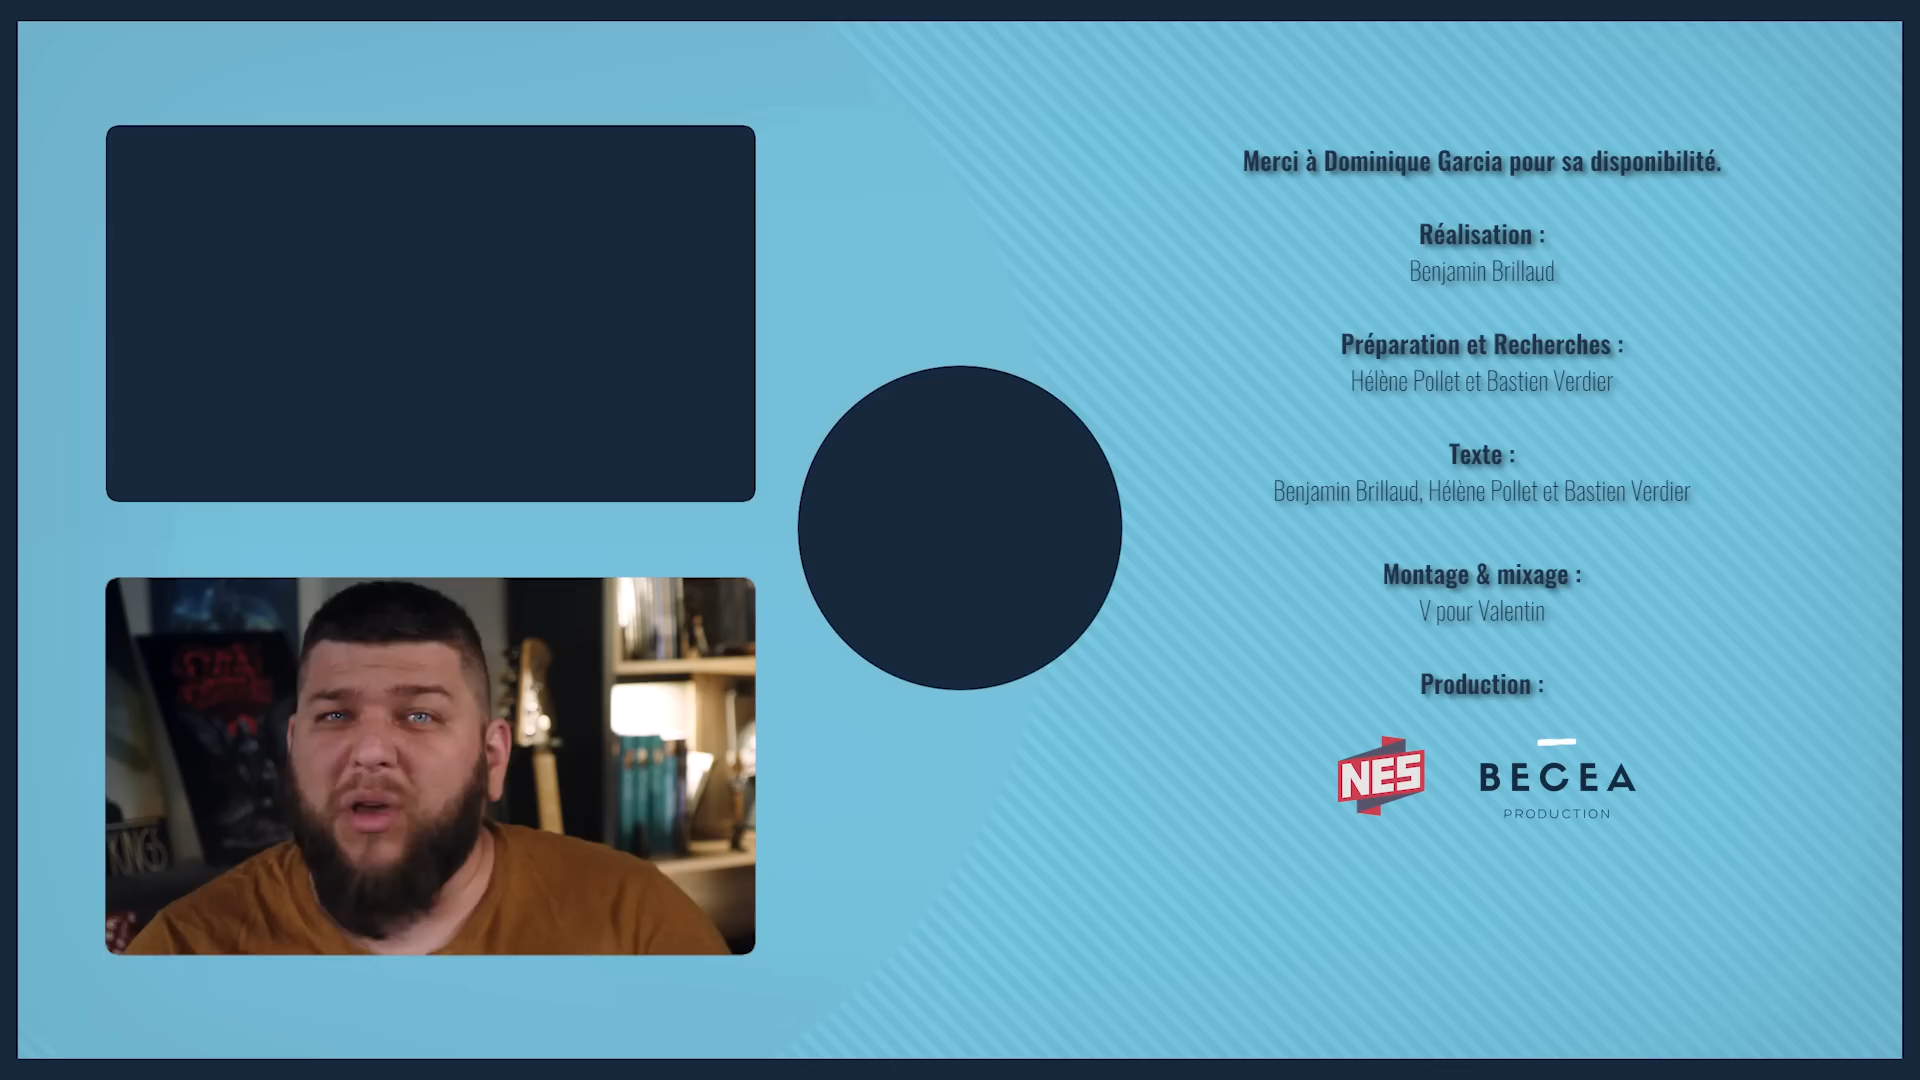 Merci à Dominique Garcia pour sa disponibilité.
Réalisation :
Benjamin Brillaud
Préparation et Recherches :
Hélène Pollet et Bastien Verdier
Texte :
Benjamin Brillaud, Hélène Pollet et Bastien Verdier
Montage & mixage :
V pour Valentin
Production :
NES
BECEA
PRODUCTION
KINGS